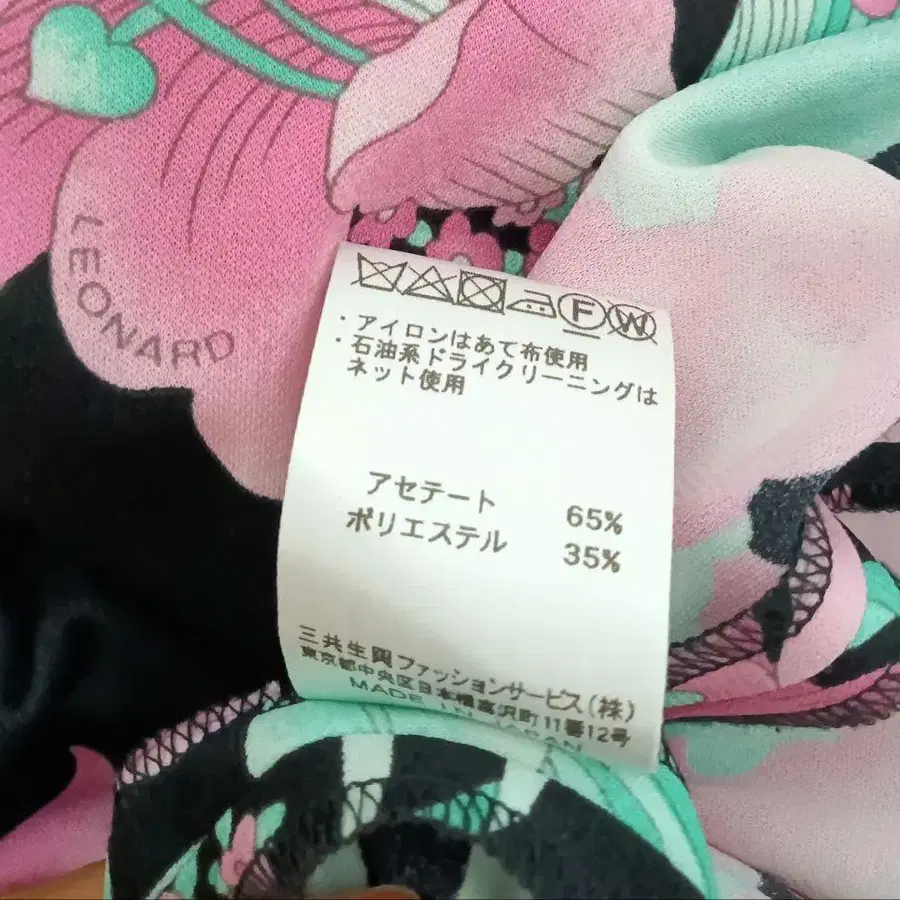 LEONARD
F W
・アイロンはあて布使用
・石油系ドライクリーニングは
ネット使用
アセテート 65%
ポリエステル 35%
三共生興ファッションサービス(株)
東京都中央区日本橋富沢町11番12号
MADE IN JAPAN